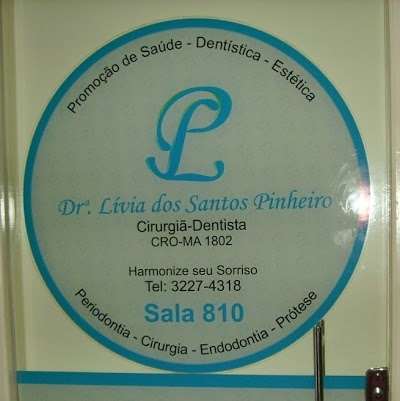 Promoção de Saúde - Dentística - Estética
PL
Drª. Lívia dos Santos Pinheiro
Cirurgiã-Dentista
CRO-MA 1802
Harmonize seu Sorriso
Tel: 3227-4318
Sala 810
Periodontia - Cirurgia - Endodontia - Prótese